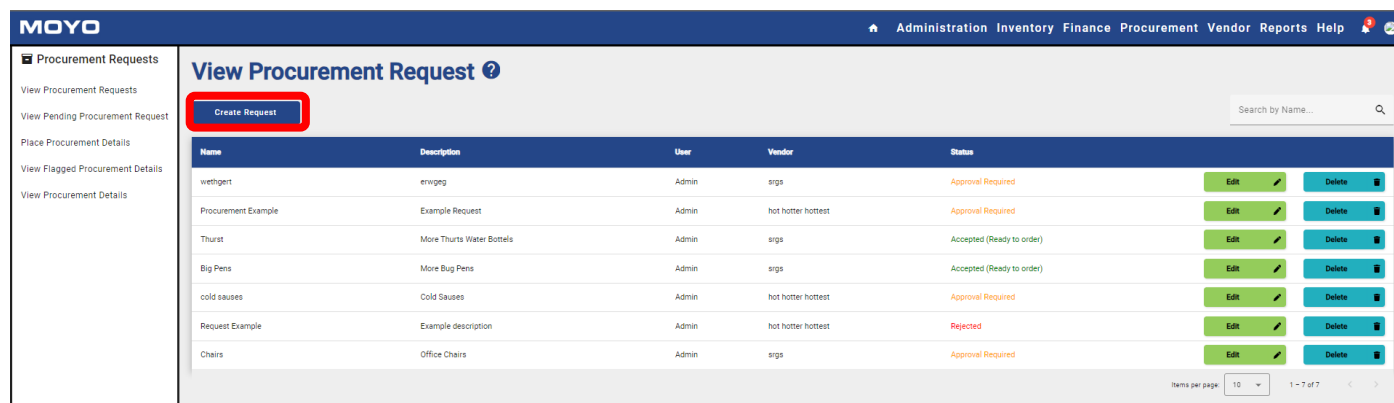 MOYO
Administration Inventory Finance Procurement Vendor Reports Help 3
Procurement Requests
View Procurement Requests
View Pending Procurement Request
Place Procurement Details
View Flagged Procurement Details
View Procurement Details
View Procurement Request ?
Create Request
Search by Name...
Name Description User Vendor Status
wethgert erwgeg Admin srgs Approval Required Edit Delete
Procurement Example Example Request Admin hot hotter hottest Approval Required Edit Delete
Thurst More Thurts Water Bottels Admin srgs Accepted (Ready to order) Edit Delete
Big Pens More Bug Pens Admin srgs Accepted (Ready to order) Edit Delete
cold sauses Cold Sauses Admin hot hotter hottest Approval Required Edit Delete
Request Example Example description Admin hot hotter hottest Rejected Edit Delete
Chairs Office Chairs Admin srgs Approval Required Edit Delete
Items per page: 10 1 – 7 of 7